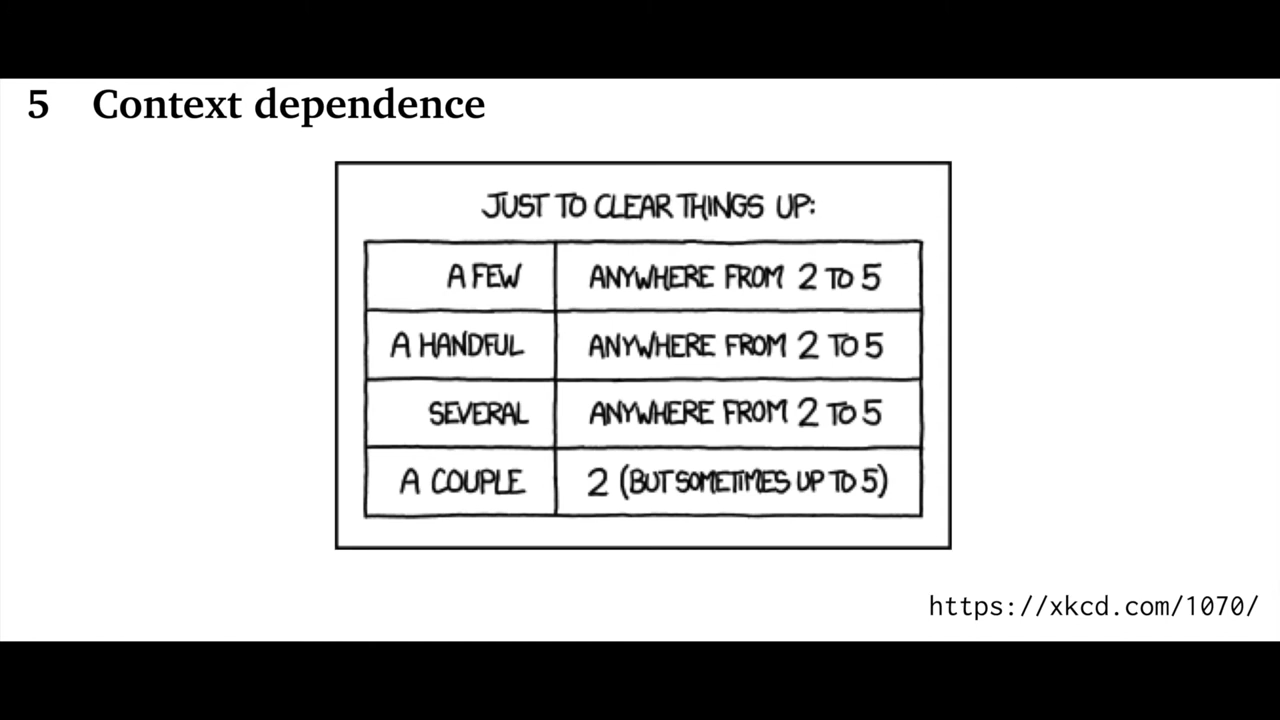 5 Context dependence
JUST TO CLEAR THINGS UP:
A FEW ANYWHERE FROM 2 TO 5
A HANDFUL ANYWHERE FROM 2 TO 5
SEVERAL ANYWHERE FROM 2 TO 5
A COUPLE 2 (BUT SOMETIMES UP TO 5)
https://xkcd.com/1070/